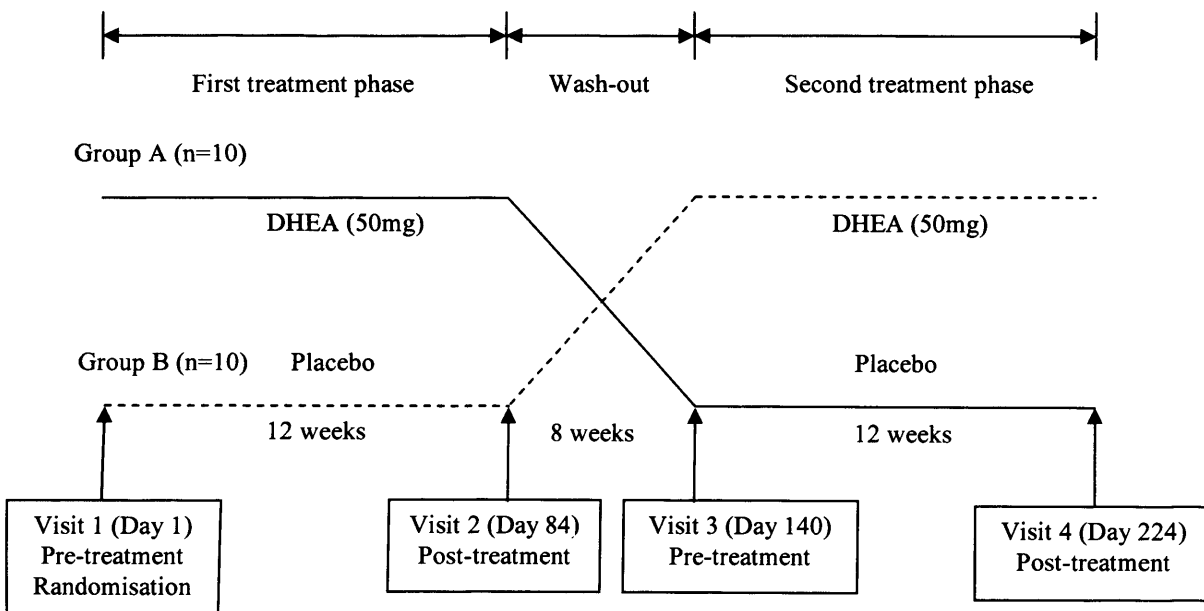 First treatment phase
Wash-out
Second treatment phase
Group A (n=10)
DHEA (50mg)
DHEA (50mg)
Group B (n=10)
Placebo
Placebo
12 weeks
8 weeks
12 weeks
Visit 1 (Day 1)
Pre-treatment
Randomisation
Visit 2 (Day 84)
Post-treatment
Visit 3 (Day 140)
Pre-treatment
Visit 4 (Day 224)
Post-treatment